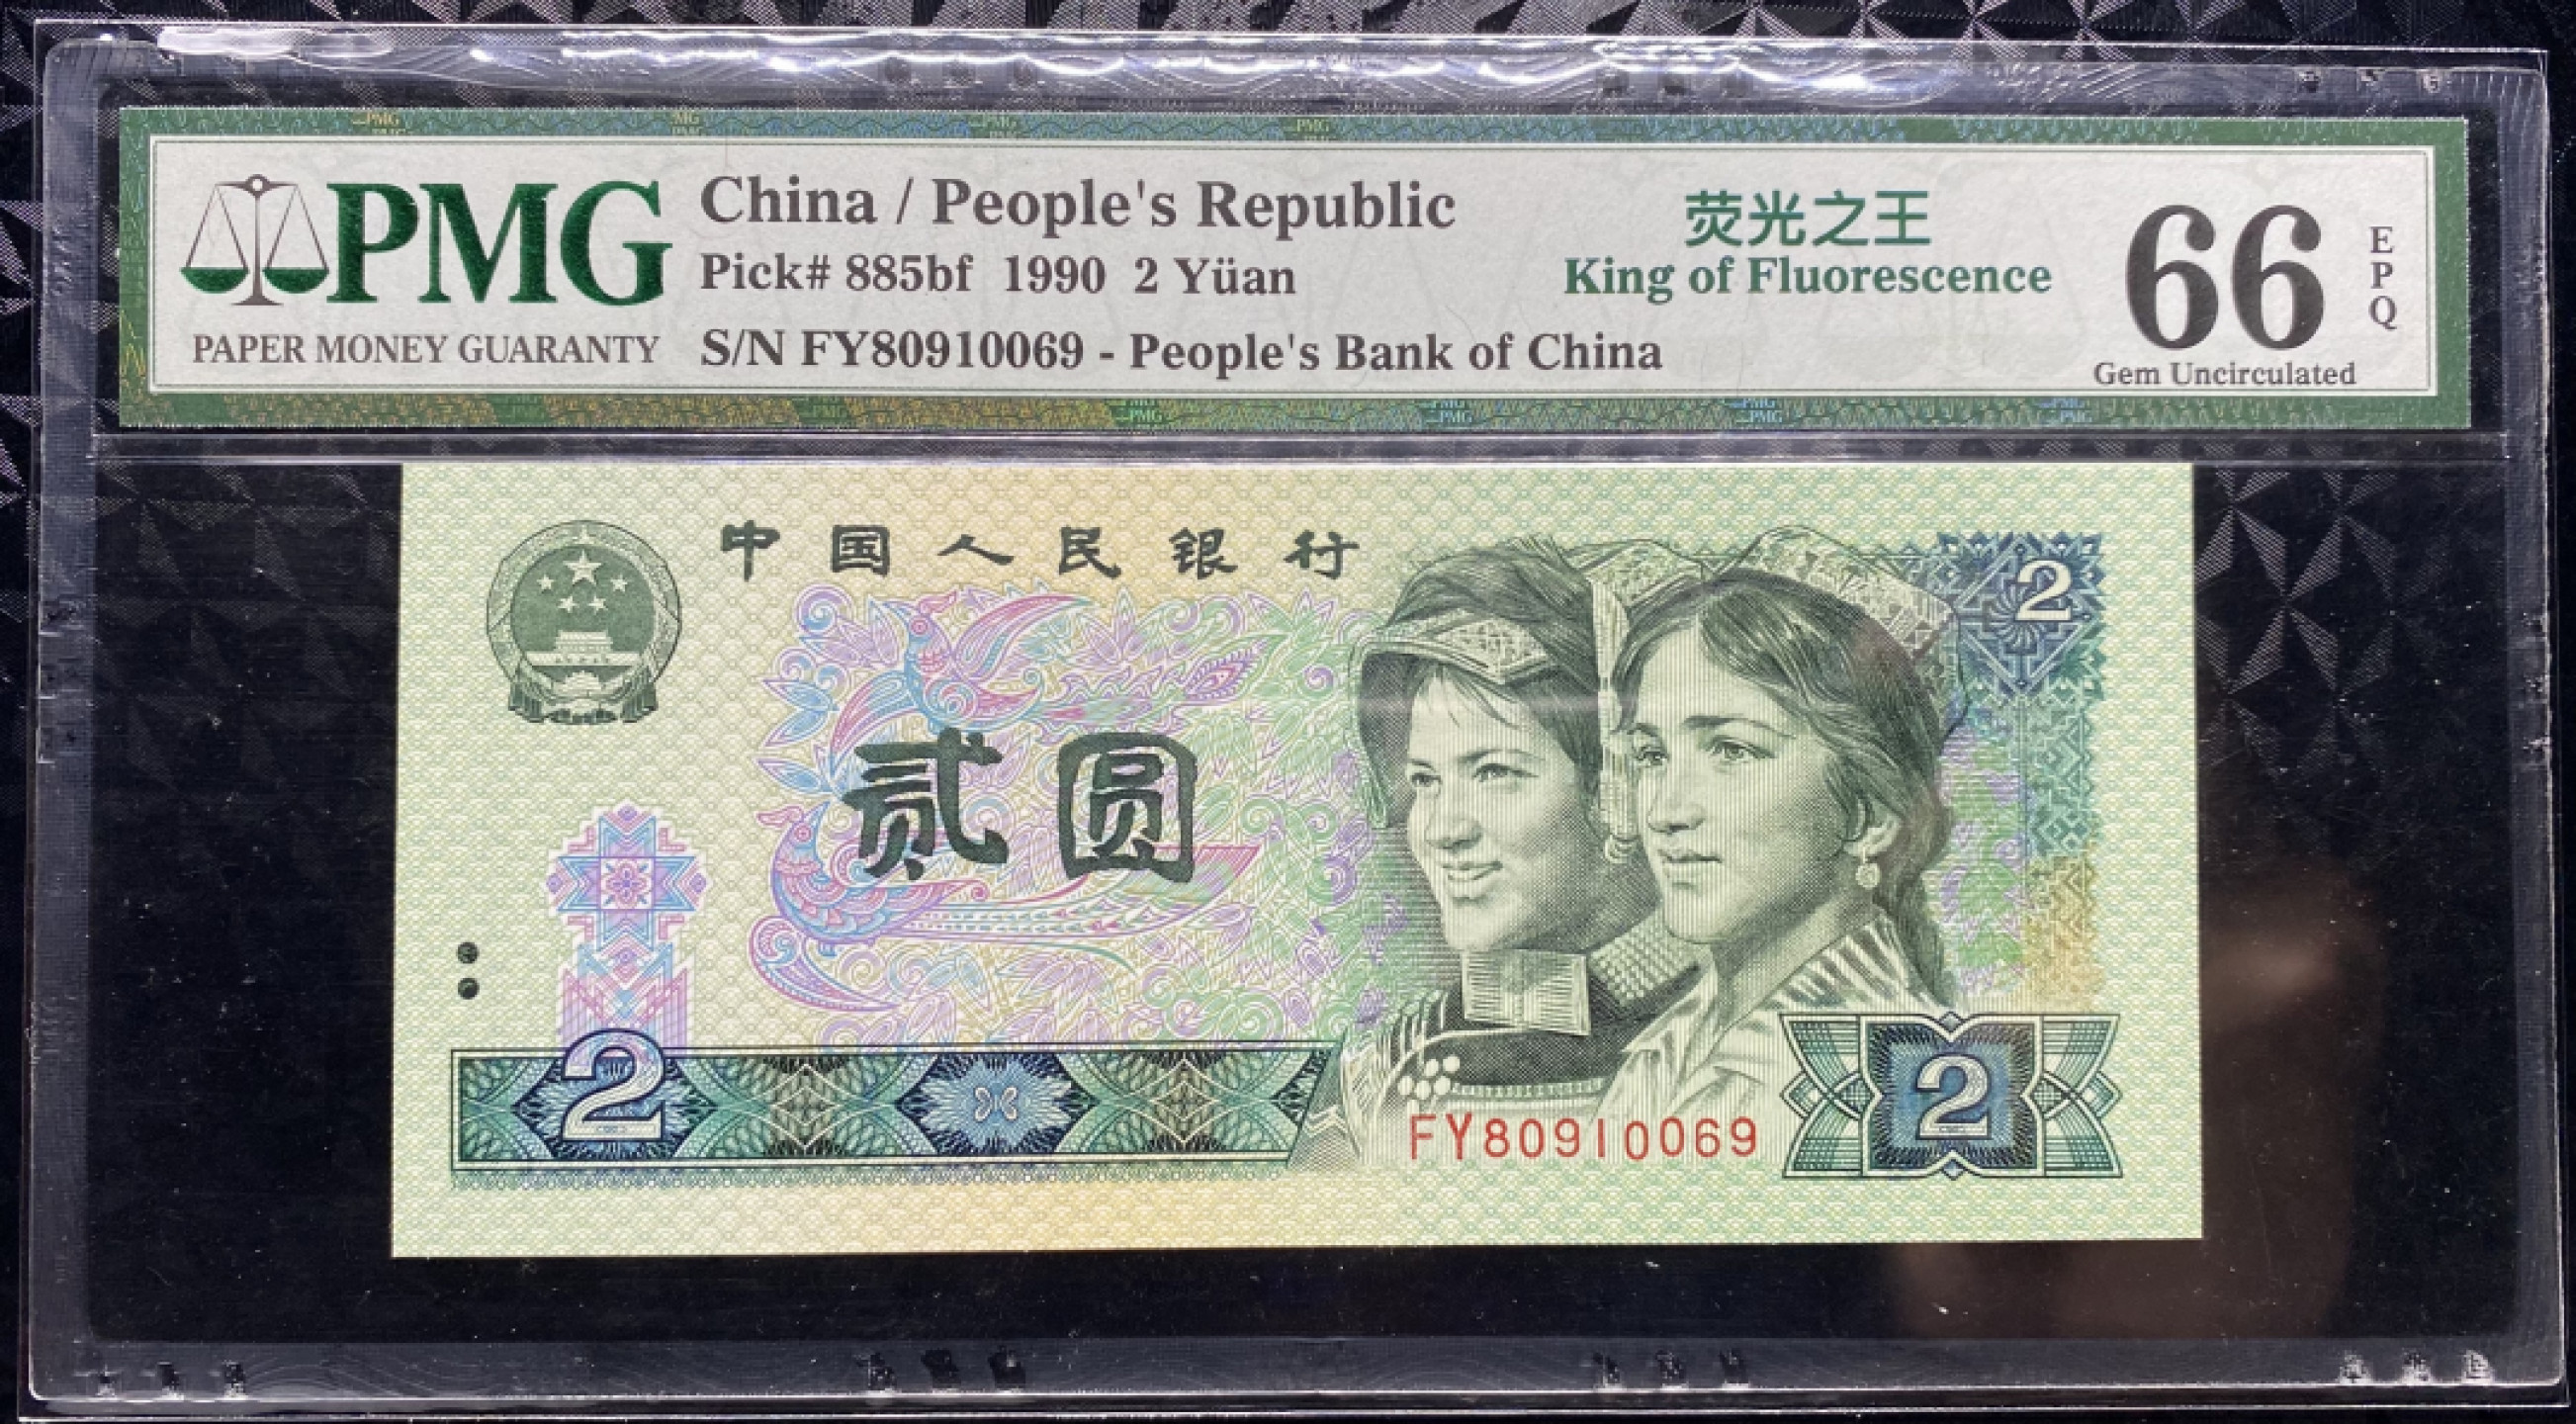 PMG
PAPER MONEY GUARANTY
China / People's Republic
Pick# 885bf 1990 2 Yüan
S/N FY80910069 - People's Bank of China
荧光之王
King of Fluorescence
66
EPQ
Gem Uncirculated
中国人民银行
2
贰圆
2
FY80910069
2